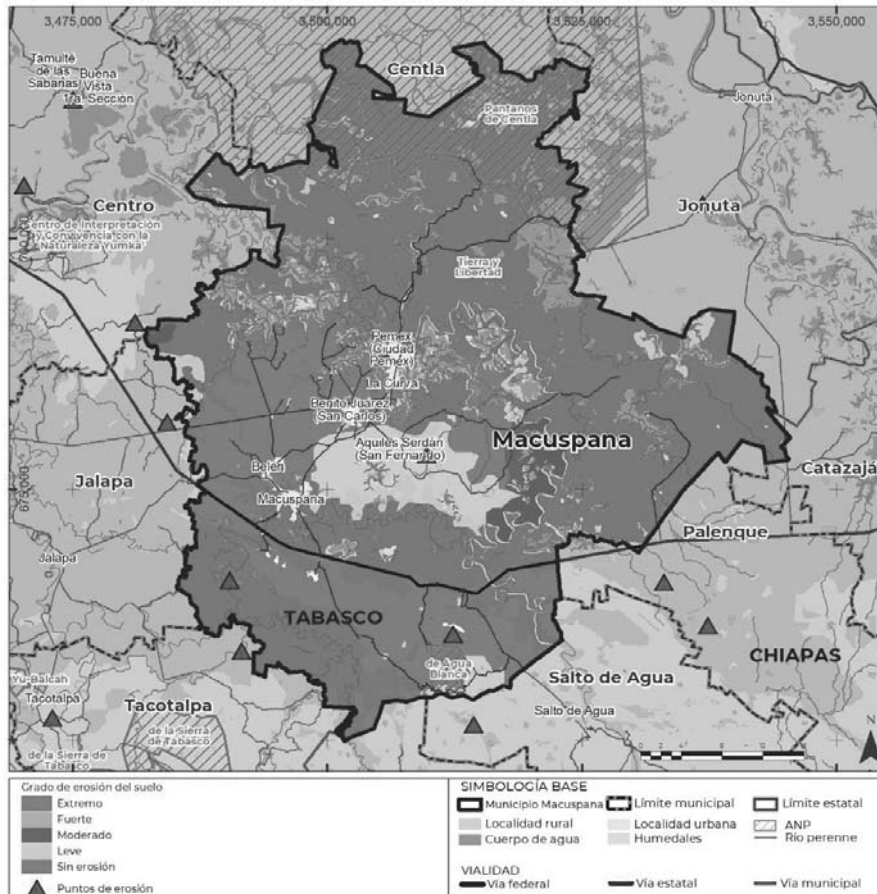 3,475,000
3,500,000
3,525,000
3,550,000
Tamulté
de las
Sabanas
Buena
Vista
1ra. Sección
Centla
Pantanos
de Centla
Jonuta
Centro
Jonuta
Centro de Interpretación
y Convivencia con la
Naturaleza Yumka'
Tierra y
Libertad
Pemex
(Ciudad
Pemex)
La Curva
Benito Juárez
(San Carlos)
Aquiles Serdán
(San Fernando)
Macuspana
Belén
Macuspana
Catazajá
675,000
Jalapa
Palenque
Jalapa
TABASCO
CHIAPAS
de Agua
Blanca
Salto de Agua
Yu-Balcah
Tacotalpa
Tacotalpa
Salto de Agua
de la Sierra
de Tabasco
de la Sierra de
Tabasco
N
Grado de erosión del suelo
Extremo
Fuerte
Moderado
Leve
Sin erosión
Puntos de erosión
SIMBOLOGÍA BASE
Municipio Macuspana
Límite municipal
Límite estatal
Localidad rural
Localidad urbana
ANP
Cuerpo de agua
Humedales
Río perenne
VIALIDAD
Vía federal
Vía estatal
Vía municipal